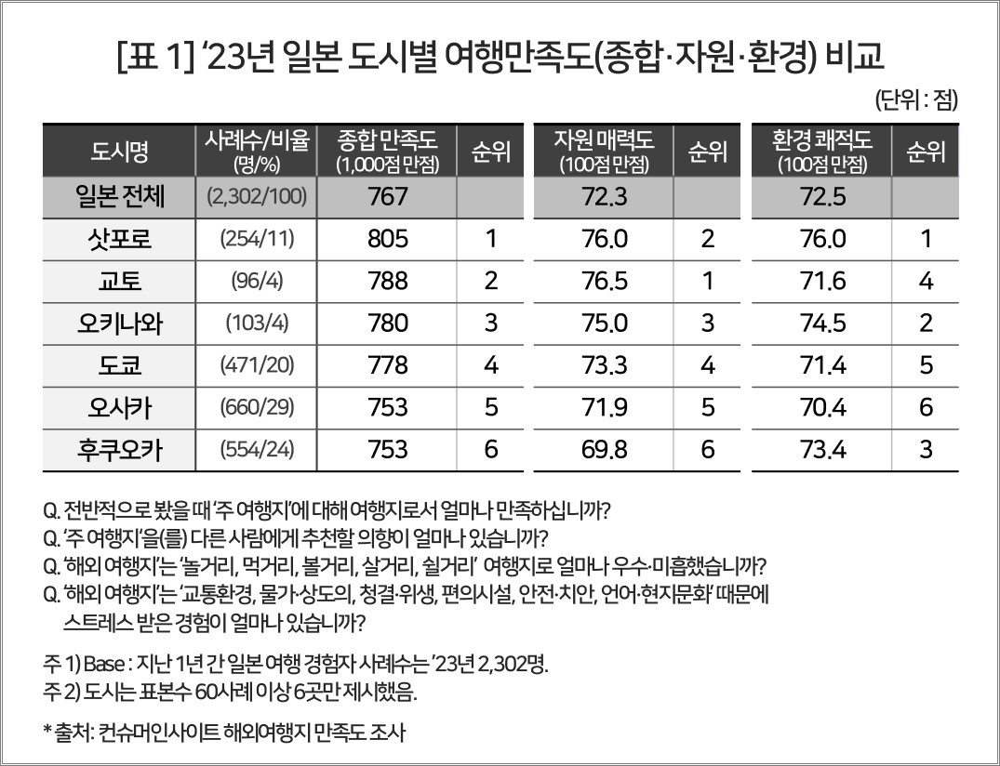 [표 1] ‘23년 일본 도시별 여행만족도(종합·자원·환경) 비교
(단위 : 점)
도시명 사례수/비율 (명/%) 종합 만족도 (1,000점 만점) 순위 자원 매력도 (100점 만점) 순위 환경 쾌적도 (100점 만점) 순위
일본 전체 (2,302/100) 767 72.3 72.5
삿포로 (254/11) 805 1 76.0 2 76.0 1
교토 (96/4) 788 2 76.5 1 71.6 4
오키나와 (103/4) 780 3 75.0 3 74.5 2
도쿄 (471/20) 778 4 73.3 4 71.4 5
오사카 (660/29) 753 5 71.9 5 70.4 6
후쿠오카 (554/24) 753 6 69.8 6 73.4 3
Q. 전반적으로 봤을 때 ‘주 여행지’에 대해 여행지로서 얼마나 만족하십니까?
Q. ‘주 여행지‘을(를) 다른 사람에게 추천할 의향이 얼마나 있습니까?
Q. ‘해외 여행지’는 ‘놀거리, 먹거리, 볼거리, 살거리, 쉴거리’ 여행지로 얼마나 우수·미흡했습니까?
Q. ‘해외 여행지’는 ‘교통환경, 물가·상도의, 청결·위생, 편의시설, 안전·치안, 언어·현지문화’ 때문에
스트레스 받은 경험이 얼마나 있습니까?
주 1) Base : 지난 1년 간 일본 여행 경험자 사례수는 ’23년 2,302명.
주 2) 도시는 표본수 60사례 이상 6곳만 제시했음.
* 출처: 컨슈머인사이트 해외여행지 만족도 조사